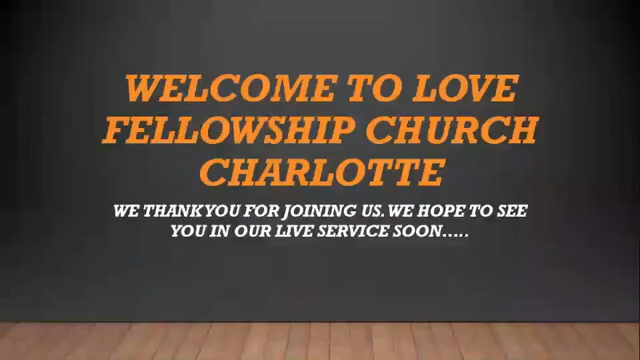 WELCOME TO LOVE
FELLOWSHIP CHURCH
CHARLOTTE
WE THANKYOU FOR JOINING US. WE HOPE TO SEE
YOU IN OUR LIVE SERVICE SOON.....